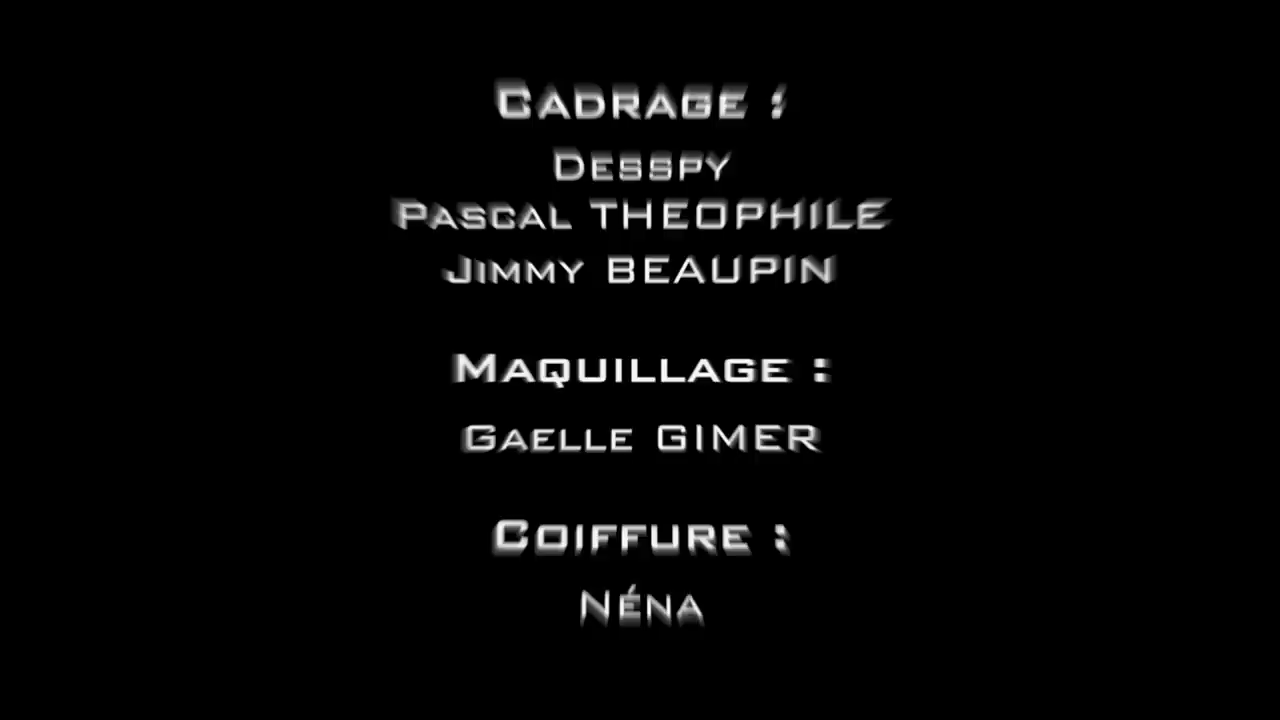 Cadrage :
Desspy
Pascal THEOPHILE
Jimmy BEAUPIN
Maquillage :
Gaelle GIMER
Coiffure :
Néna